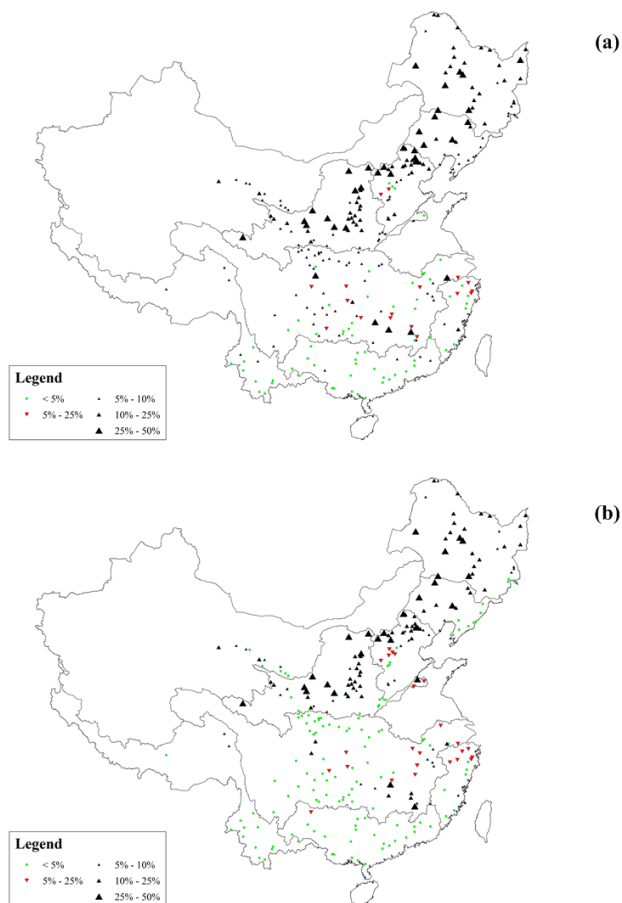 (a)
Legend
< 5%
5% - 10%
5% - 25%
10% - 25%
25% - 50%
(b)
Legend
< 5%
5% - 10%
5% - 25%
10% - 25%
25% - 50%